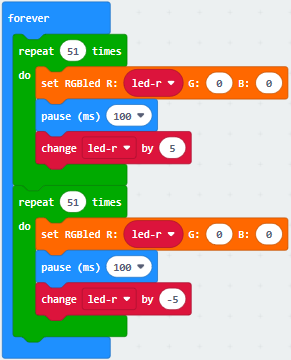 forever
repeat 51 times
do
set RGBled R: led-r G: 0 B: 0
pause (ms) 100
change led-r by 5
repeat 51 times
do
set RGBled R: led-r G: 0 B: 0
pause (ms) 100
change led-r by -5